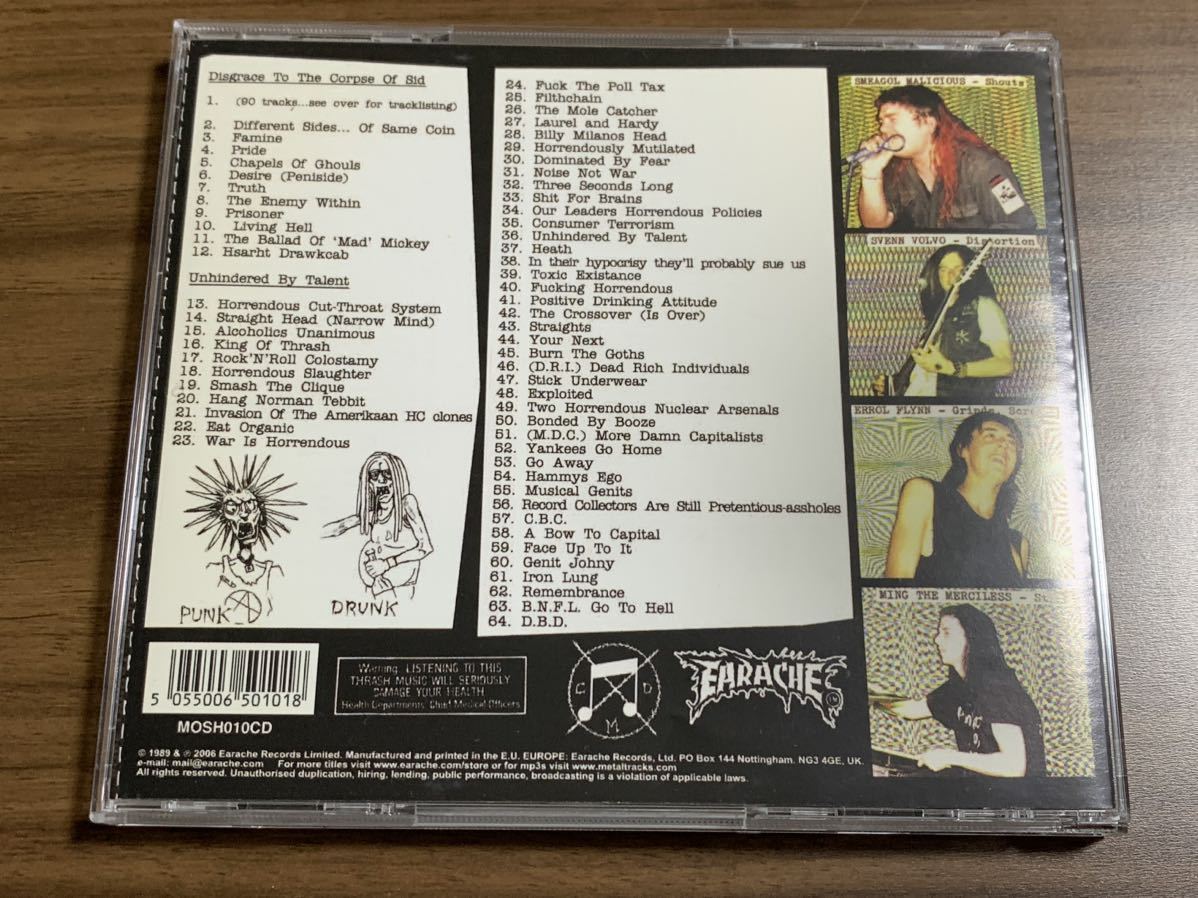 Disgrace To The Corpse Of Sid
1. (90 tracks...see over for tracklisting)
2. Different Sides... Of Same Coin
3. Famine
4. Pride
5. Chapels Of Ghouls
6. Desire (Peniside)
7. Truth
8. The Enemy Within
9. Prisoner
10. Living Hell
11. The Ballad Of 'Mad' Mickey
12. Hsarht Drawkcab
Unhindered By Talent
13. Horrendous Cut-Throat System
14. Straight Head (Narrow Mind)
15. Alcoholics Unanimous
16. King Of Thrash
17. Rock'N'Roll Colostamy
18. Horrendous Slaughter
19. Smash The Clique
20. Hang Norman Tebbit
21. Invasion Of The Amerikaan HC clones
22. Eat Organic
23. War Is Horrendous
PUNK
DRUNK
24. Fuck The Poll Tax
25. Filthchain
26. The Mole Catcher
27. Laurel and Hardy
28. Billy Milanos Head
29. Horrendously Mutilated
30. Dominated By Fear
31. Noise Not War
32. Three Seconds Long
33. Shit For Brains
34. Our Leaders Horrendous Policies
35. Consumer Terrorism
36. Unhindered By Talent
37. Heath
38. In their hypocrisy they'll probably sue us
39. Toxic Existance
40. Fucking Horrendous
41. Positive Drinking Attitude
42. The Crossover (Is Over)
43. Straights
44. Your Next
45. Burn The Goths
46. (D.R.I.) Dead Rich Individuals
47. Stick Underwear
48. Exploited
49. Two Horrendous Nuclear Arsenals
50. Bonded By Booze
51. (M.D.C.) More Damn Capitalists
52. Yankees Go Home
53. Go Away
54. Hammys Ego
55. Musical Genits
56. Record Collectors Are Still Pretentious-assholes
57. C.B.C.
58. A Bow To Capital
59. Face Up To It
60. Genit Johny
61. Iron Lung
62. Remembrance
63. B.N.F.L. Go To Hell
64. D.B.D.
SMEAGOL MALICIOUS - Shouts
SVENN VOLVO - Distortion
ERROL FLYNN - Grinds, Scre
MING THE MERCILESS - St
5 055006 501018
MOSH010CD
Warning: LISTENING TO THIS
THRASH MUSIC WILL SERIOUSLY
DAMAGE YOUR HEALTH
Health Departments' Chief Medical Officers
C D
M
EARACHE
© 1989 & ℗ 2006 Earache Records Limited. Manufactured and printed in the E.U. EUROPE: Earache Records, Ltd. PO Box 144 Nottingham. NG3 4GE, UK.
e-mail: mail@earache.com For more titles visit www.earache.com/store or for mp3s visit www.metaltracks.com.
All rights reserved. Unauthorised duplication, hiring, lending, public performance, broadcasting is a violation of applicable laws.